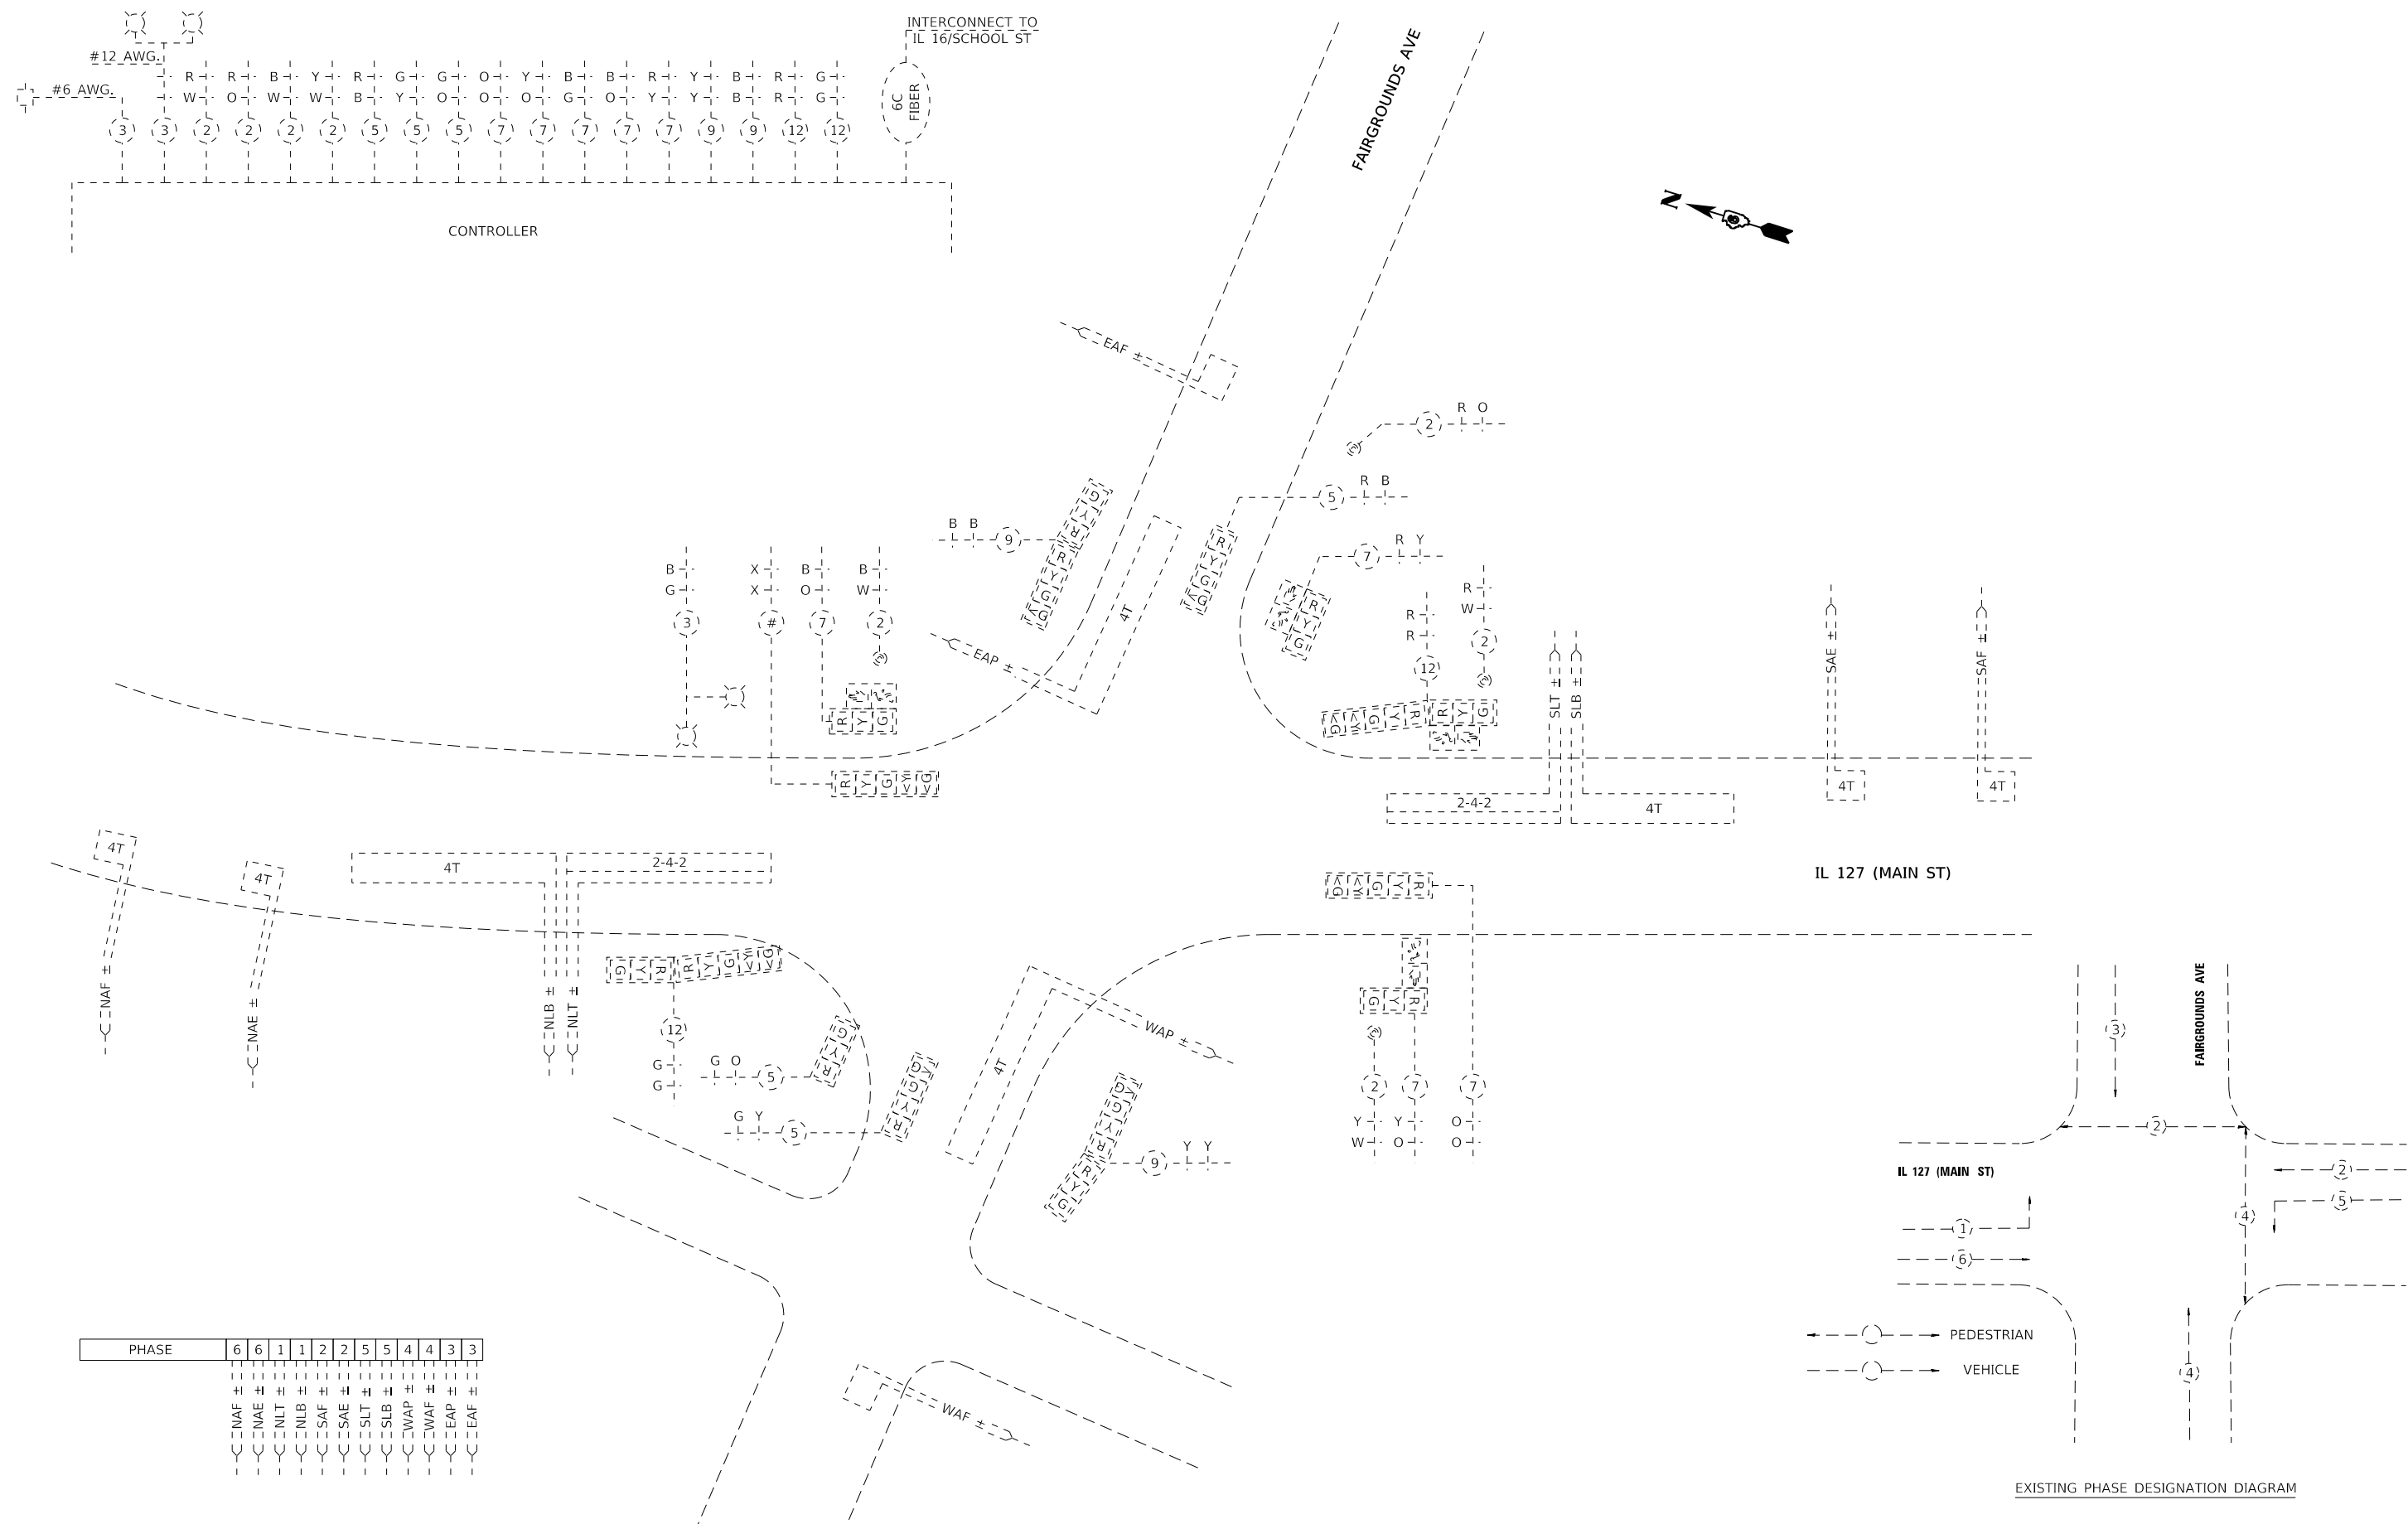 INTERCONNECT TO
IL 16/SCHOOL ST
#12 AWG.
#6 AWG.
R R B Y R G G O Y B B R Y B R G
W O W W B Y O O O G O Y Y B R G
3 3 2 2 2 2 5 5 5 7 7 7 7 7 9 9 12 12
6C
FIBER
CONTROLLER
FAIRGROUNDS AVE
N
EAF ±
2 R O
5 R B
B B 9
G Y R
R Y G <Y <G
R Y G <Y <G
7 R Y
R Y G
B
G
3
X
X
#
B
O
7
B
W
2
R
R
12
R
W
2
EAP ±
4T
R Y G
R Y G <Y <G
<G <Y G Y R
R Y G
SLT ±
SLB ±
SAE ±
SAF ±
2-4-2
4T
4T
4T
4T
4T
4T
2-4-2
IL 127 (MAIN ST)
<G <Y G Y R
NAF ±
NAE ±
NLB ±
NLT ±
G Y R
R Y G <Y <G
12
G
G
G O 5
R Y G
G Y 5
R Y G <Y <G
4T
WAP ±
G Y R
R Y G <Y <G
G Y R
9 Y Y
2
Y
W
7
Y
O
7
O
O
WAF ±
PHASE 6 6 1 1 2 2 5 5 4 4 3 3
NAF ±
NAE ±
NLT ±
NLB ±
SAF ±
SAE ±
SLT ±
SLB ±
WAP ±
WAF ±
EAP ±
EAF ±
FAIRGROUNDS AVE
3
2
IL 127 (MAIN ST)
2
5
4
1
6
4
PEDESTRIAN
VEHICLE
EXISTING PHASE DESIGNATION DIAGRAM